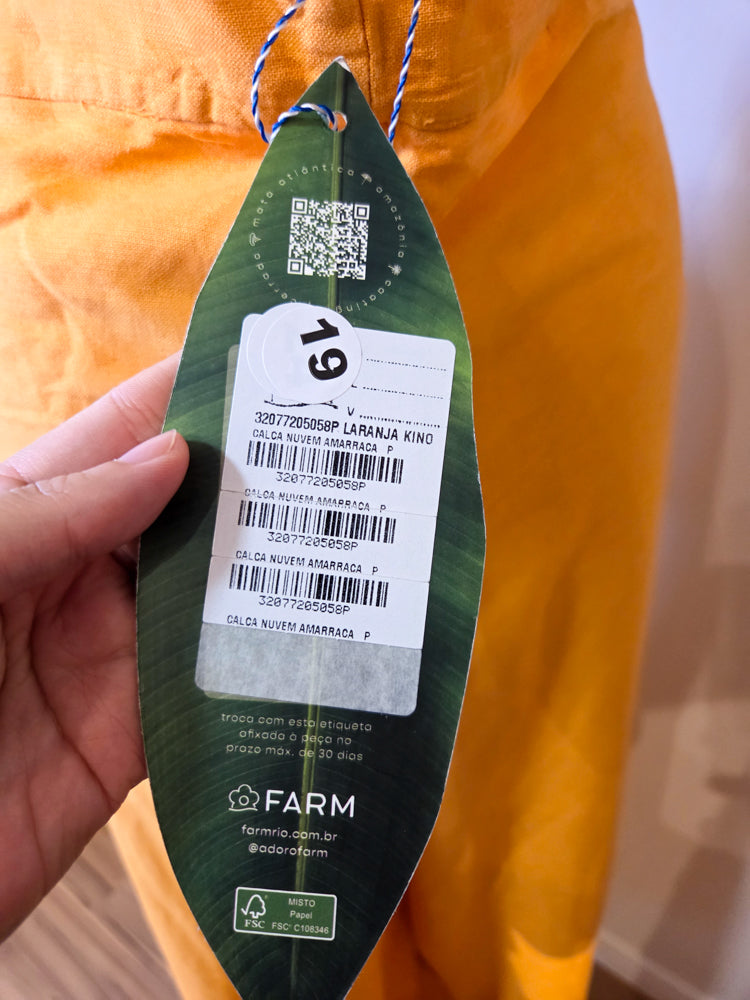 mata atlântica amazônia caating cerrado
19
32077205058P LARANJA KINO
CALCA NUVEM AMARRACA P
32077205058P
CALCA NUVEM AMARRACA P
32077205058P
CALCA NUVEM AMARRACA P
32077205058P
CALCA NUVEM AMARRACA P
troca com esta etiqueta
afixada à peça no
prazo máx. de 30 dias
FARM
farmrio.com.br
@adorofarm
MISTO
Papel
FSC
FSC® C108346